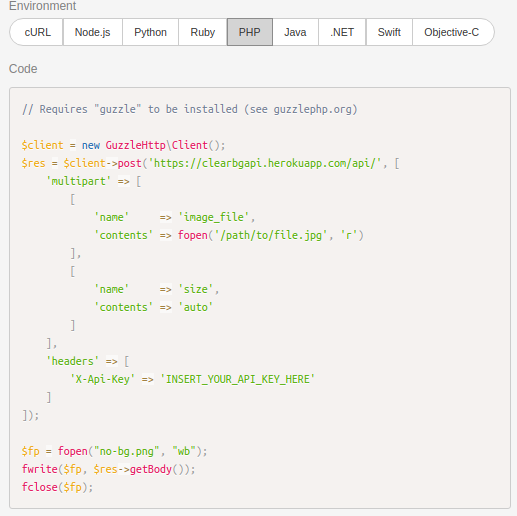 Environment
cURL Node.js Python Ruby PHP Java .NET Swift Objective-C
Code
// Requires "guzzle" to be installed (see guzzlephp.org)
$client = new GuzzleHttp\Client();
$res = $client->post('https://clearbgapi.herokuapp.com/api/', [
    'multipart' => [
        [
            'name'     => 'image_file',
            'contents' => fopen('/path/to/file.jpg', 'r')
        ],
        [
            'name'     => 'size',
            'contents' => 'auto'
        ]
    ],
    'headers' => [
        'X-Api-Key' => 'INSERT_YOUR_API_KEY_HERE'
    ]
]);
$fp = fopen("no-bg.png", "wb");
fwrite($fp, $res->getBody());
fclose($fp);